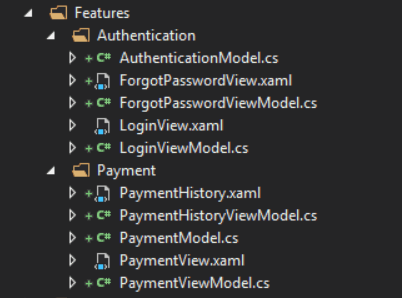 Features
Authentication
+ C# AuthenticationModel.cs
+ ForgotPasswordView.xaml
+ C# ForgotPasswordViewModel.cs
LoginView.xaml
+ C# LoginViewModel.cs
Payment
+ PaymentHistory.xaml
+ C# PaymentHistoryViewModel.cs
+ C# PaymentModel.cs
PaymentView.xaml
+ C# PaymentViewModel.cs